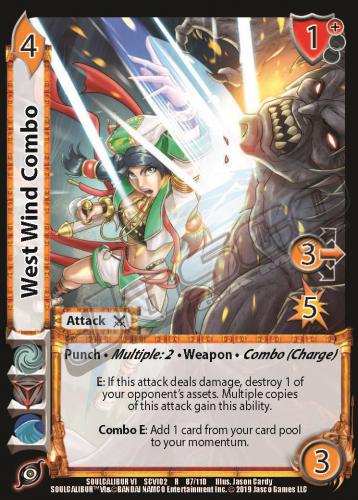 4
1
+
West Wind Combo
3
5
Attack
Punch • Multiple: 2 • Weapon • Combo (Charge)
E: If this attack deals damage, destroy 1 of
your opponent's assets. Multiple copies
of this attack gain this ability.
Combo E: Add 1 card from your card pool
to your momentum.
3
SOULCALIBUR VI SCVI02 R 87/110 Illus. Jason Cardy
SOULCALIBUR™VI&©BANDAI NAMCO Entertainment Inc. ©2019 Jasco Games LLC